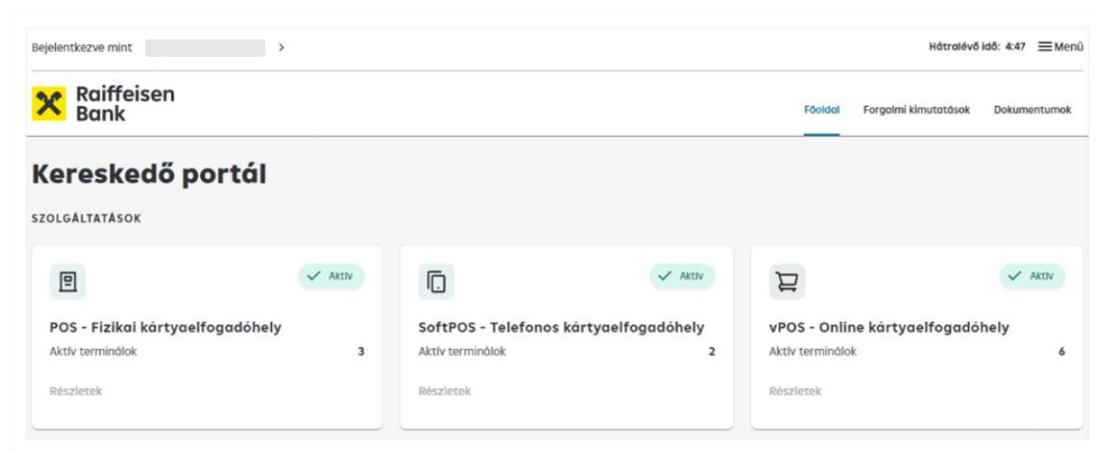 Bejelentkezve mint
Hátralévő idő: 4:47 Menü
Raiffeisen
Bank
Főoldal Forgalmi kimutatások Dokumentumok
Kereskedő portál
SZOLGÁLTATÁSOK
Aktív Aktív Aktív
POS - Fizikai kártyaelfogadóhely SoftPOS - Telefonos kártyaelfogadóhely vPOS - Online kártyaelfogadóhely
Aktív terminálok 3 Aktív terminálok 2 Aktív terminálok 6
Részletek Részletek Részletek